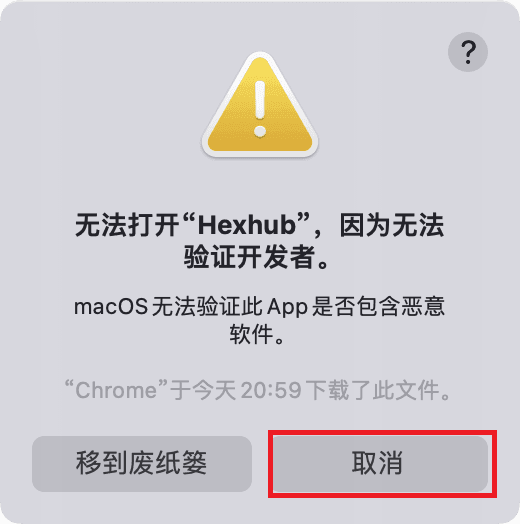 ?
无法打开“Hexhub”，因为无法
验证开发者。
macOS 无法验证此 App 是否包含恶意
软件。
“Chrome”于今天 20:59 下载了此文件。
移到废纸篓
取消